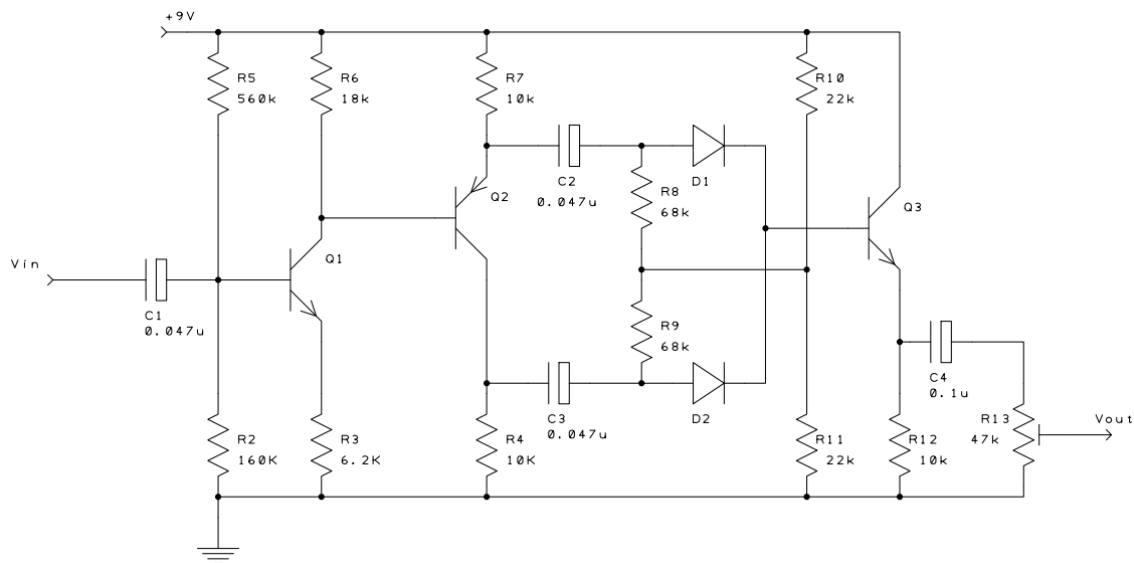 +9V
R5
560k
R6
18k
R7
10k
R10
22k
C2
0.047u
D1
R8
68k
Q2
Q3
Vin
Q1
C1
0.047u
R9
68k
C3
0.047u
D2
C4
0.1u
R2
160K
R3
6.2K
R4
10K
R11
22k
R12
10k
R13
47k
Vout